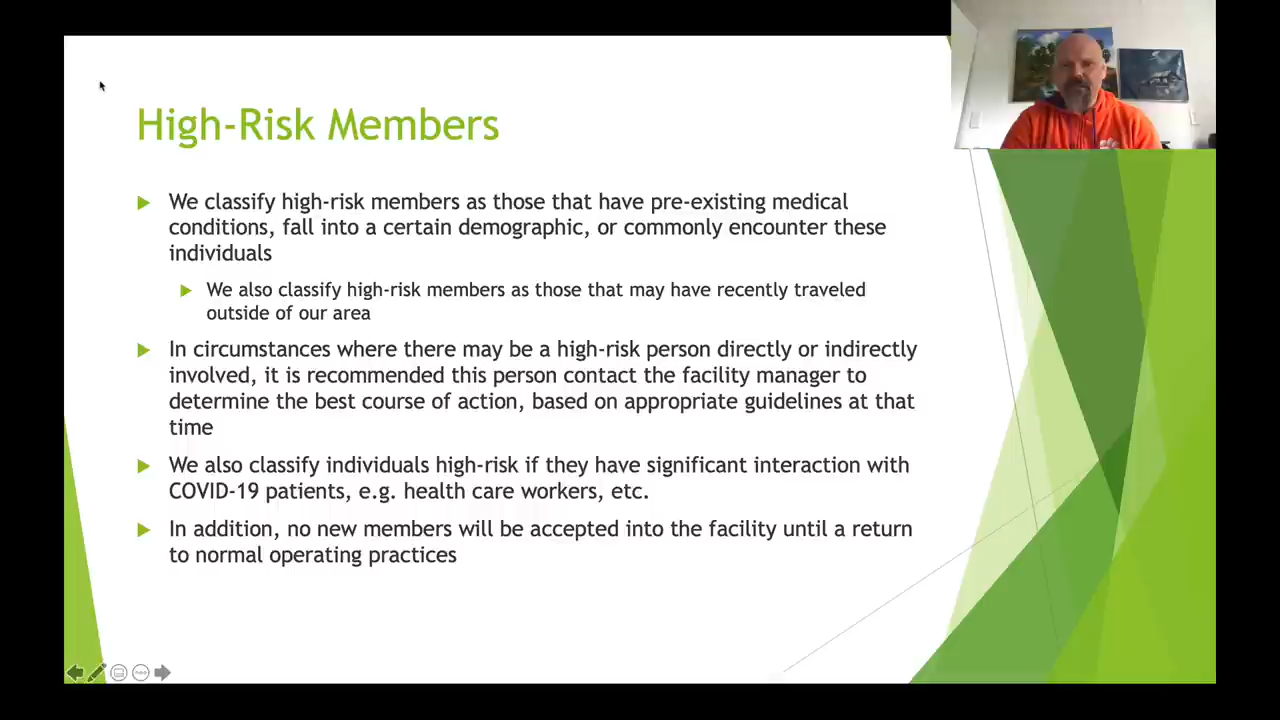 High-Risk Members
We classify high-risk members as those that have pre-existing medical
conditions, fall into a certain demographic, or commonly encounter these
individuals
We also classify high-risk members as those that may have recently traveled
outside of our area
In circumstances where there may be a high-risk person directly or indirectly
involved, it is recommended this person contact the facility manager to
determine the best course of action, based on appropriate guidelines at that
time
We also classify individuals high-risk if they have significant interaction with
COVID-19 patients, e.g. health care workers, etc.
In addition, no new members will be accepted into the facility until a return
to normal operating practices